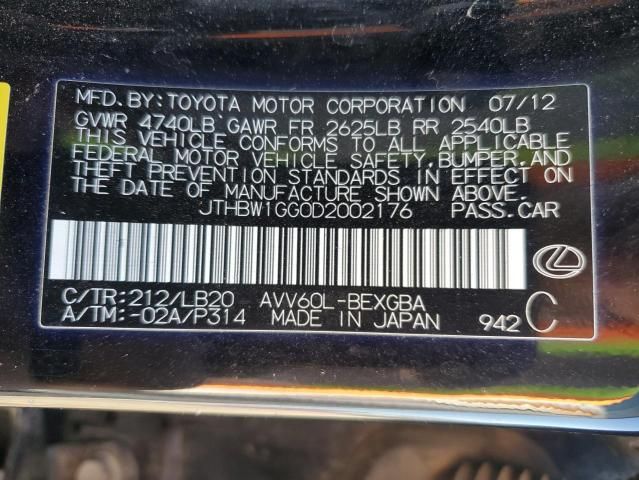 MFD.BY:TOYOTA MOTOR CORPORATION 07/12
GVWR 4740LB GAWR FR 2625LB RR 2540LB
THIS VEHICLE CONFORMS TO ALL APPLICABLE
FEDERAL MOTOR VEHICLE SAFETY,BUMPER,AND
THEFT PREVENTION STANDARDS IN EFFECT ON
THE DATE OF MANUFACTURE SHOWN ABOVE.
JTHBW1GG0D2002176 PASS.CAR
C/TR:212/LB20 AVV60L-BEXGBA
A/TM:-02A/P314 MADE IN JAPAN 942 C